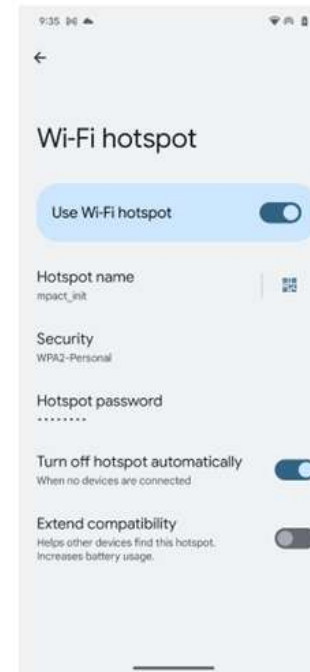 9:35
Wi-Fi hotspot
Use Wi-Fi hotspot
Hotspot name
mpact_init
Security
WPA2-Personal
Hotspot password
••••••••
Turn off hotspot automatically
When no devices are connected
Extend compatibility
Helps other devices find this hotspot.
Increases battery usage.